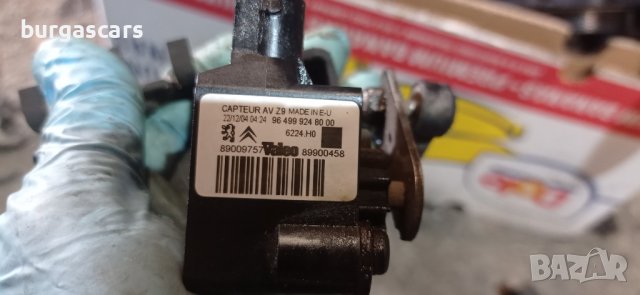 burgascars
CAPTEUR AV Z9 MADE IN E-U
22/12/04 04:24 96 499 924 80 00
6224.H0
89009757 Valeo 89900458
BAZAR